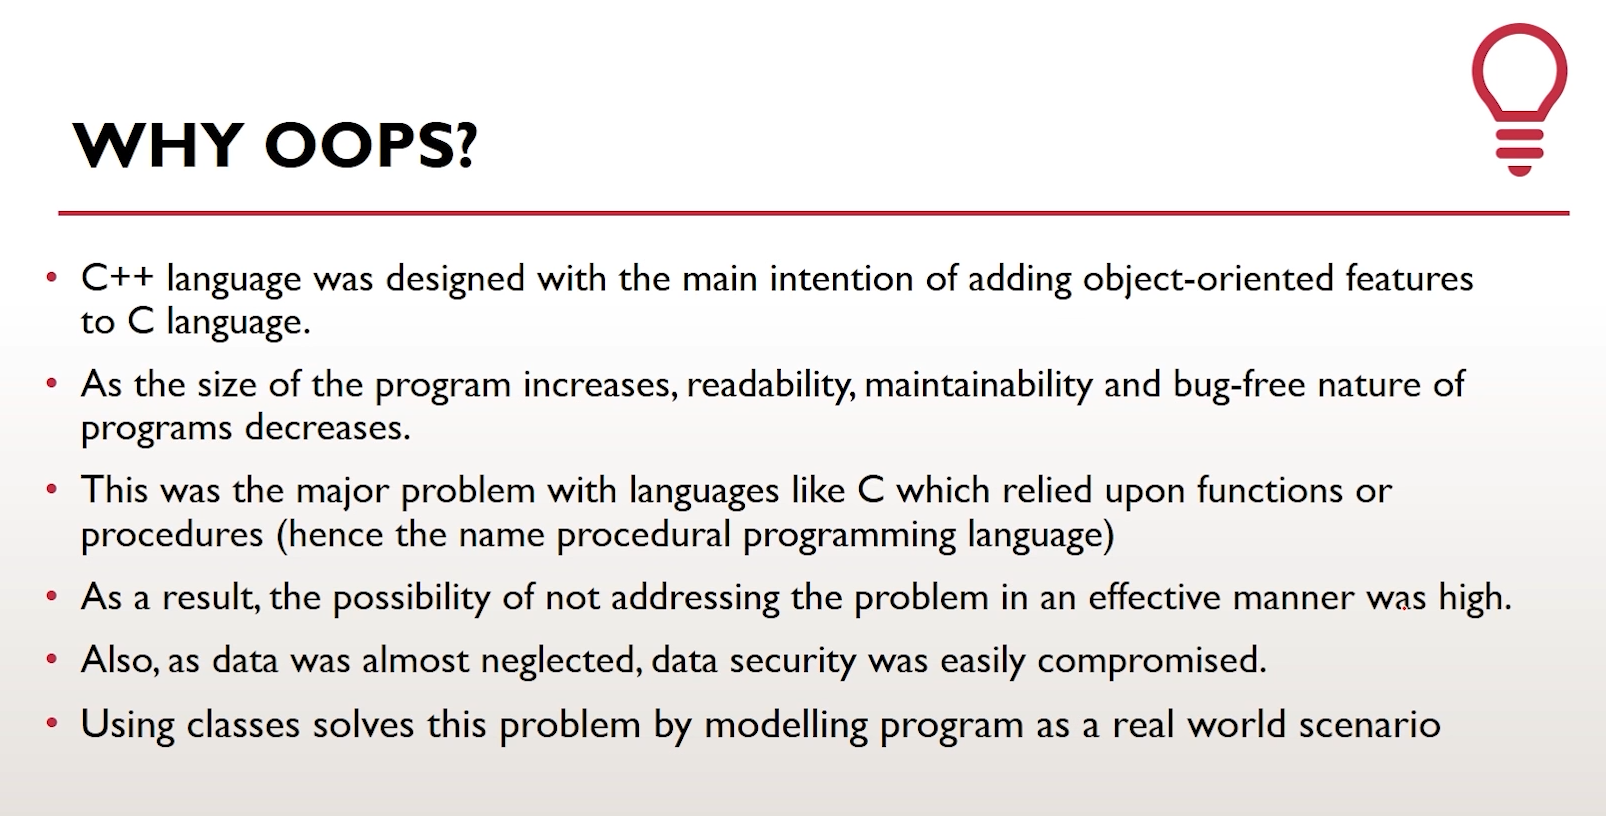 WHY OOPS?
• C++ language was designed with the main intention of adding object-oriented features
to C language.
• As the size of the program increases, readability, maintainability and bug-free nature of
programs decreases.
• This was the major problem with languages like C which relied upon functions or
procedures (hence the name procedural programming language)
• As a result, the possibility of not addressing the problem in an effective manner was high.
• Also, as data was almost neglected, data security was easily compromised.
• Using classes solves this problem by modelling program as a real world scenario